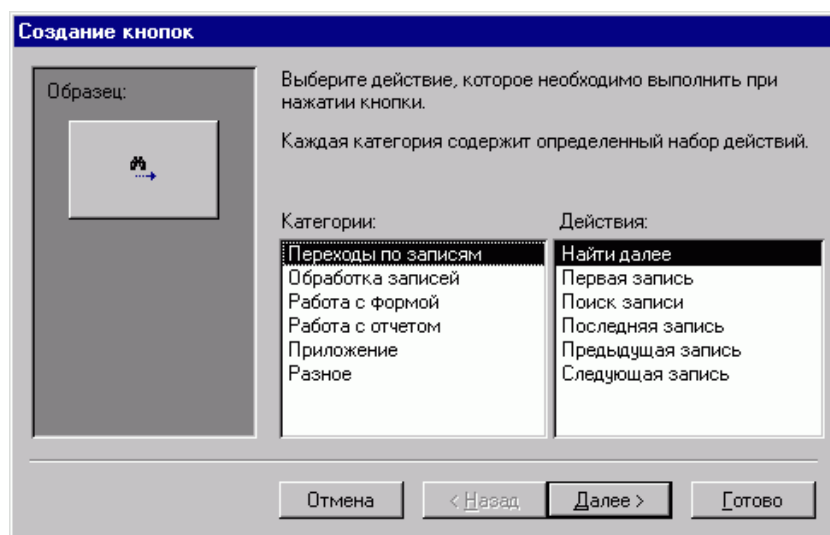 Создание кнопок
Образец:
Выберите действие, которое необходимо выполнить при
нажатии кнопки.
Каждая категория содержит определенный набор действий.
Категории:
Переходы по записям
Обработка записей
Работа с формой
Работа с отчетом
Приложение
Разное
Действия:
Найти далее
Первая запись
Поиск записи
Последняя запись
Предыдущая запись
Следующая запись
Отмена
< Назад
Далее >
Готово